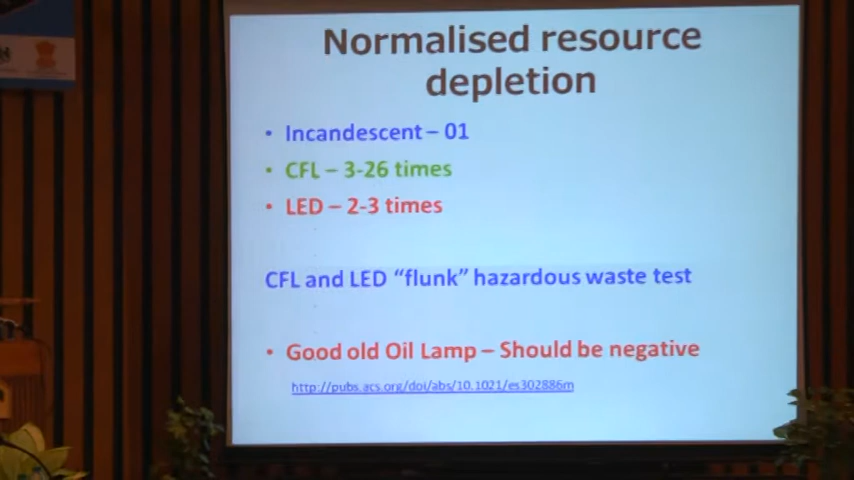 Normalised resource
depletion
• Incandescent – 01
• CFL – 3-26 times
• LED – 2-3 times
CFL and LED “flunk” hazardous waste test
• Good old Oil Lamp – Should be negative
http://pubs.acs.org/doi/abs/10.1021/es302886m